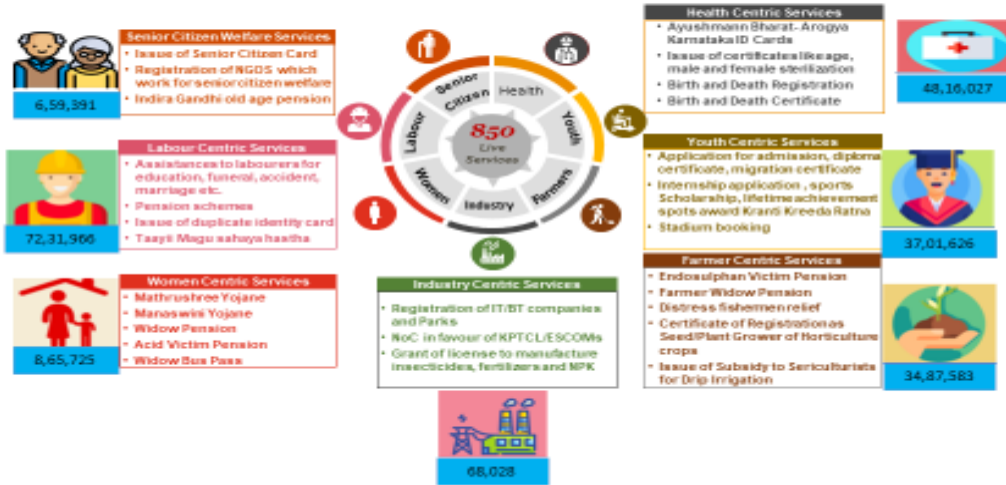 Senior Citizen Welfare Services
• Issue of Senior Citizen Card
• Registration of NGOS which
work for senior citizen welfare
• Indira Gandhi old age pension
6,59,391
Labour Centric Services
• Assistances to labourers for
education, funeral, accident,
marriage etc.
• Pension schemes
• Issue of duplicate identity card
• Taayti Magu sahaya hastha
72,31,966
Women Centric Services
• Mathrushree Yojane
• Manaswini Yojane
• Widow Pension
• Acid Victim Pension
• Widow Bus Pass
8,65,725
Senior
Citizen
Health
Youth
Farmers
Industry
Women
Labour
850
Live
Services
Industry Centric Services
• Registration of IT/BT companies
and Parks
• NoC in favour of KPTCL/ESCOMs
• Grant of license to manufacture
insecticides, fertilizers and NPK
68,028
Health Centric Services
• Ayushmann Bharat- Arogya
Karnataka ID Cards
• Issue of certificates like age,
male and female sterilization
• Birth and Death Registration
• Birth and Death Certificate
48,16,027
Youth Centric Services
• Application for admission, diploma
certificate, migration certificate
• Internship application , sports
Scholarship, lifetime achievement
spots award Kranti Kreeda Ratna
• Stadium booking
37,01,626
Farmer Centric Services
• Endosulphan Victim Pension
• Farmer Widow Pension
• Distress fishermen relief
• Certificate of Registration as
Seed/Plant Grower of Horticulture
crops
• Issue of Subsidy to Sericulturists
for Drip Irrigation
34,87,583